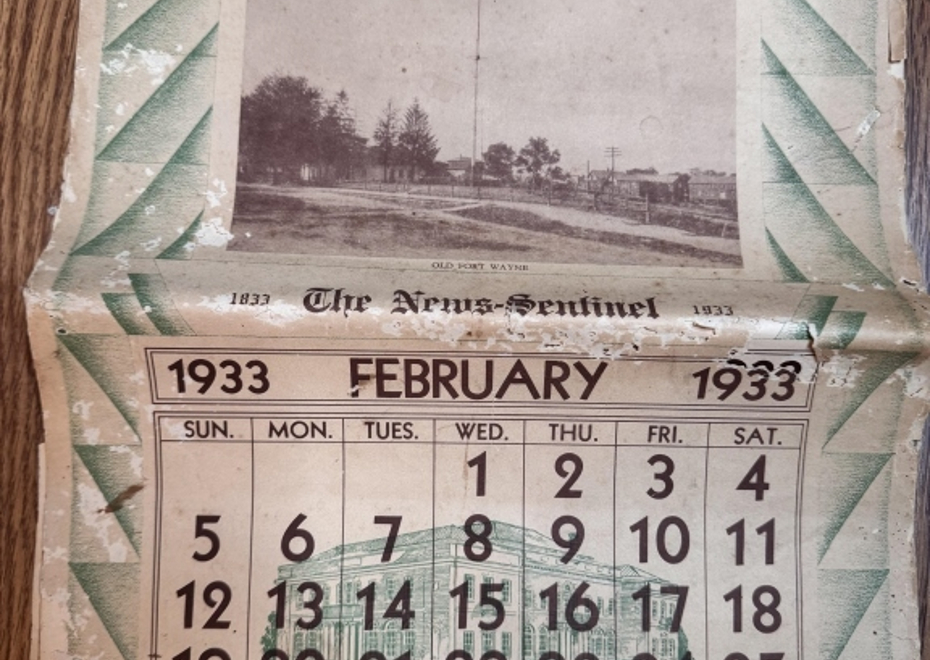 OLD FORT WAYNE
1833 The News-Sentinel 1933
1933 FEBRUARY 1933
SUN. MON. TUES. WED. THU. FRI. SAT.
1 2 3 4
5 6 7 8 9 10 11
12 13 14 15 16 17 18